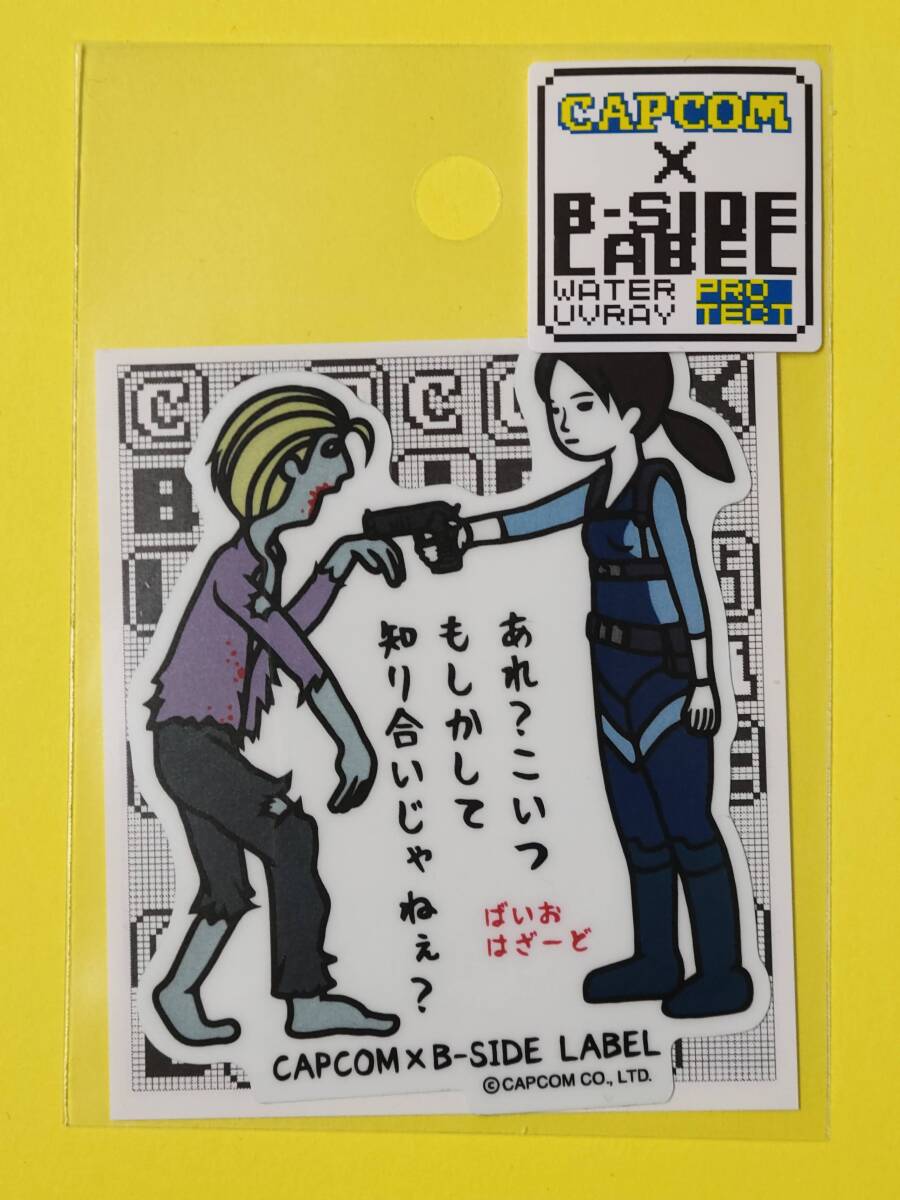 CAPCOM
×
B-SIDE
LABEL
WATER PRO
UVRAY TECT
あれ？こいつ
もしかして
知り合いじゃねぇ？
ばいお
はざーど
CAPCOM×B-SIDE LABEL
©CAPCOM CO., LTD.